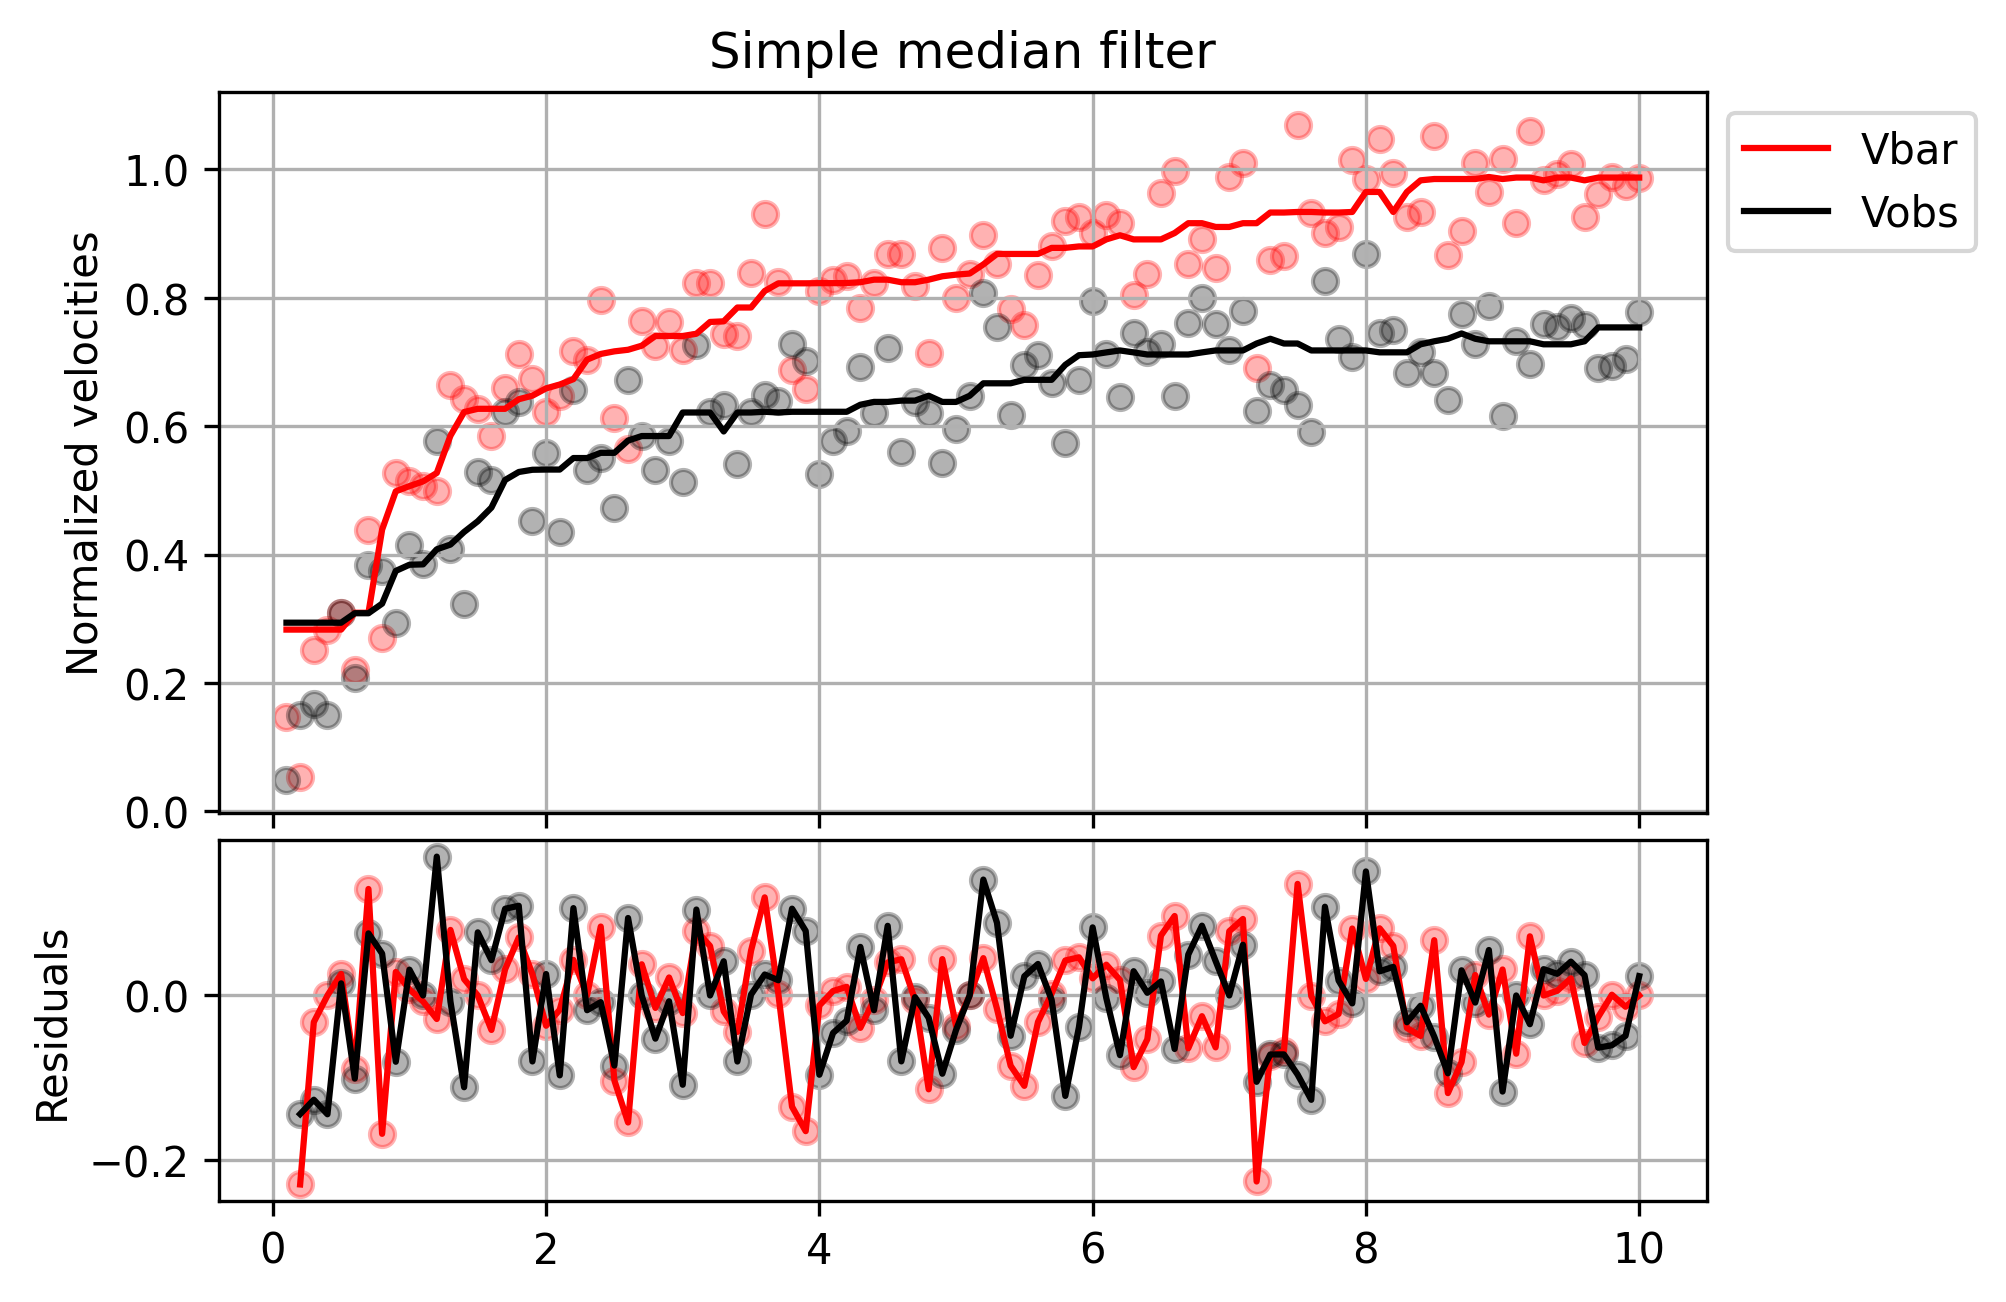 Simple median filter
Normalized velocities
1.0
0.8
0.6
0.4
0.2
0.0
Vbar
Vobs
Residuals
0.0
−0.2
0 2 4 6 8 10